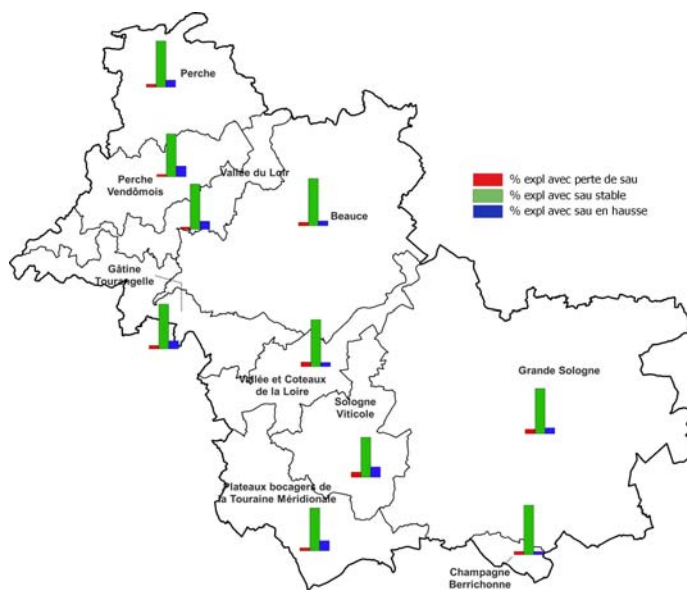 Perche
Vallée du Loir
Perche
Vendômois
% expl avec perte de sau
% expl avec sau stable
% expl avec sau en hausse
Beauce
Gâtine
Tourangelle
Vallée et Coteaux
de la Loire
Grande Sologne
Sologne
Viticole
Plateaux bocagers de
la Touraine Méridionale
Champagne
Berrichonne